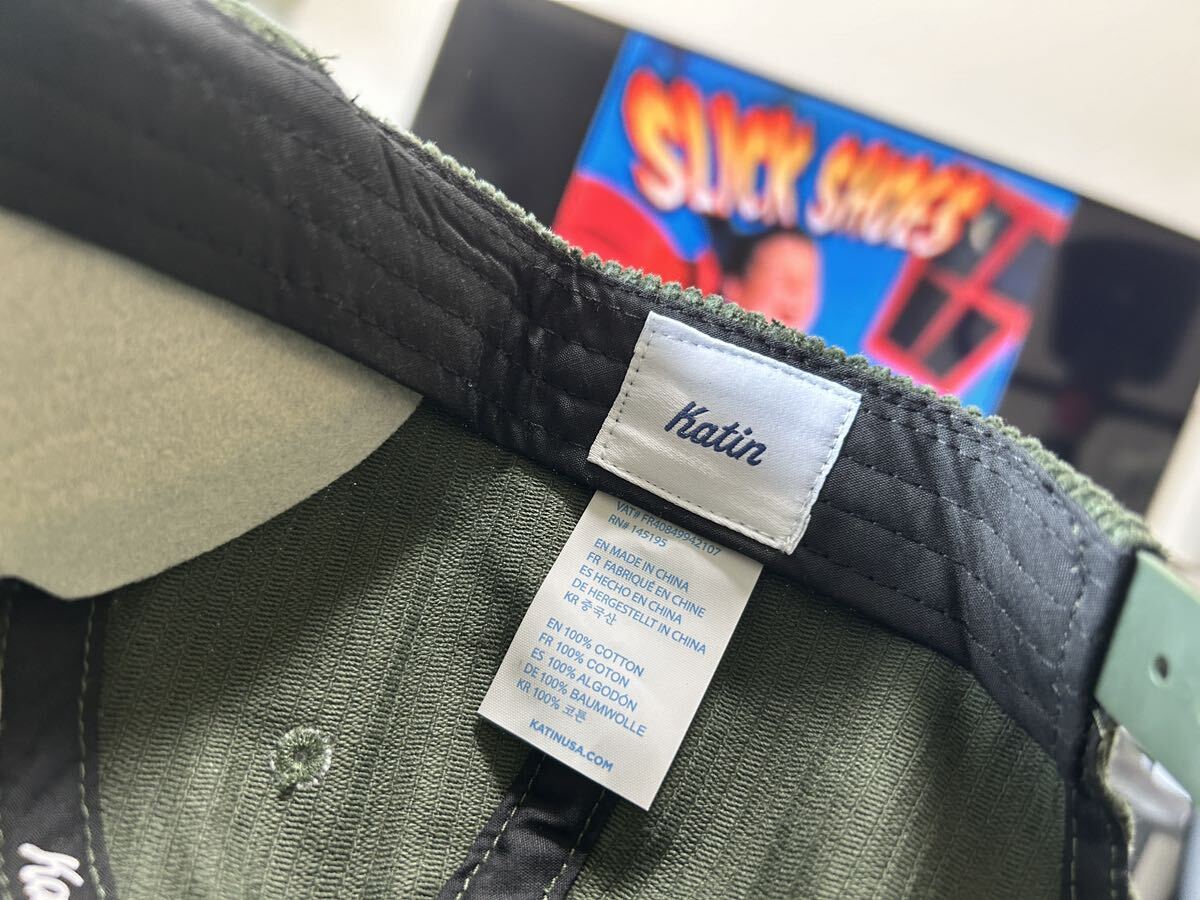 SLICK SHOES
Katin
VAT# FR40849942107
RN# 145195
EN MADE IN CHINA
FR FABRIQUÉ EN CHINE
ES HECHO EN CHINA
DE HERGESTELLT IN CHINA
KR 중국산
EN 100% COTTON
FR 100% COTON
ES 100% ALGODÓN
DE 100% BAUMWOLLE
KR 100% 코튼
KATINUSA.COM
Ka